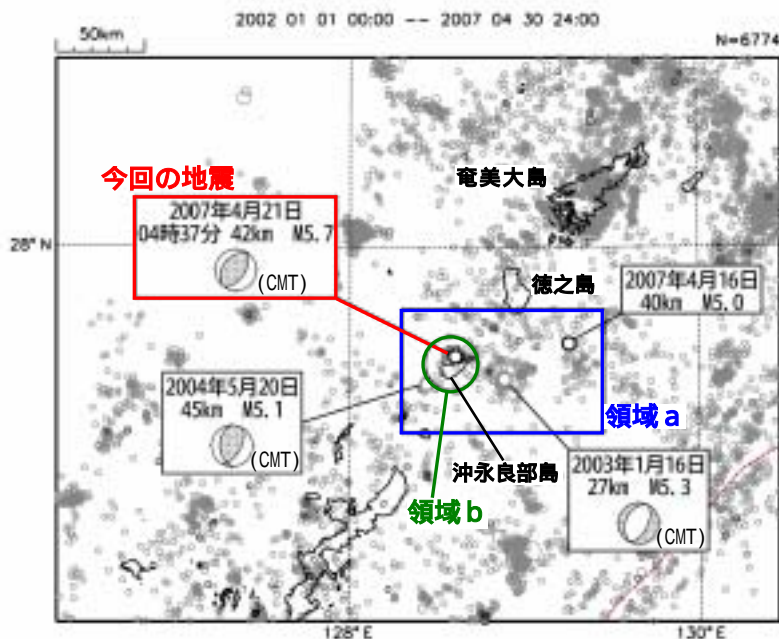 2002 01 01 00:00 -- 2007 04 30 24:00
50km
N=6774
今回の地震
2007年4月21日
04時37分 42km M5.7
(CMT)
奄美大島
28°N
徳之島
2007年4月16日
40km M5.0
2004年5月20日
45km M5.1
(CMT)
領域a
沖永良部島
領域b
2003年1月16日
27km M5.3
(CMT)
128°E
130°E